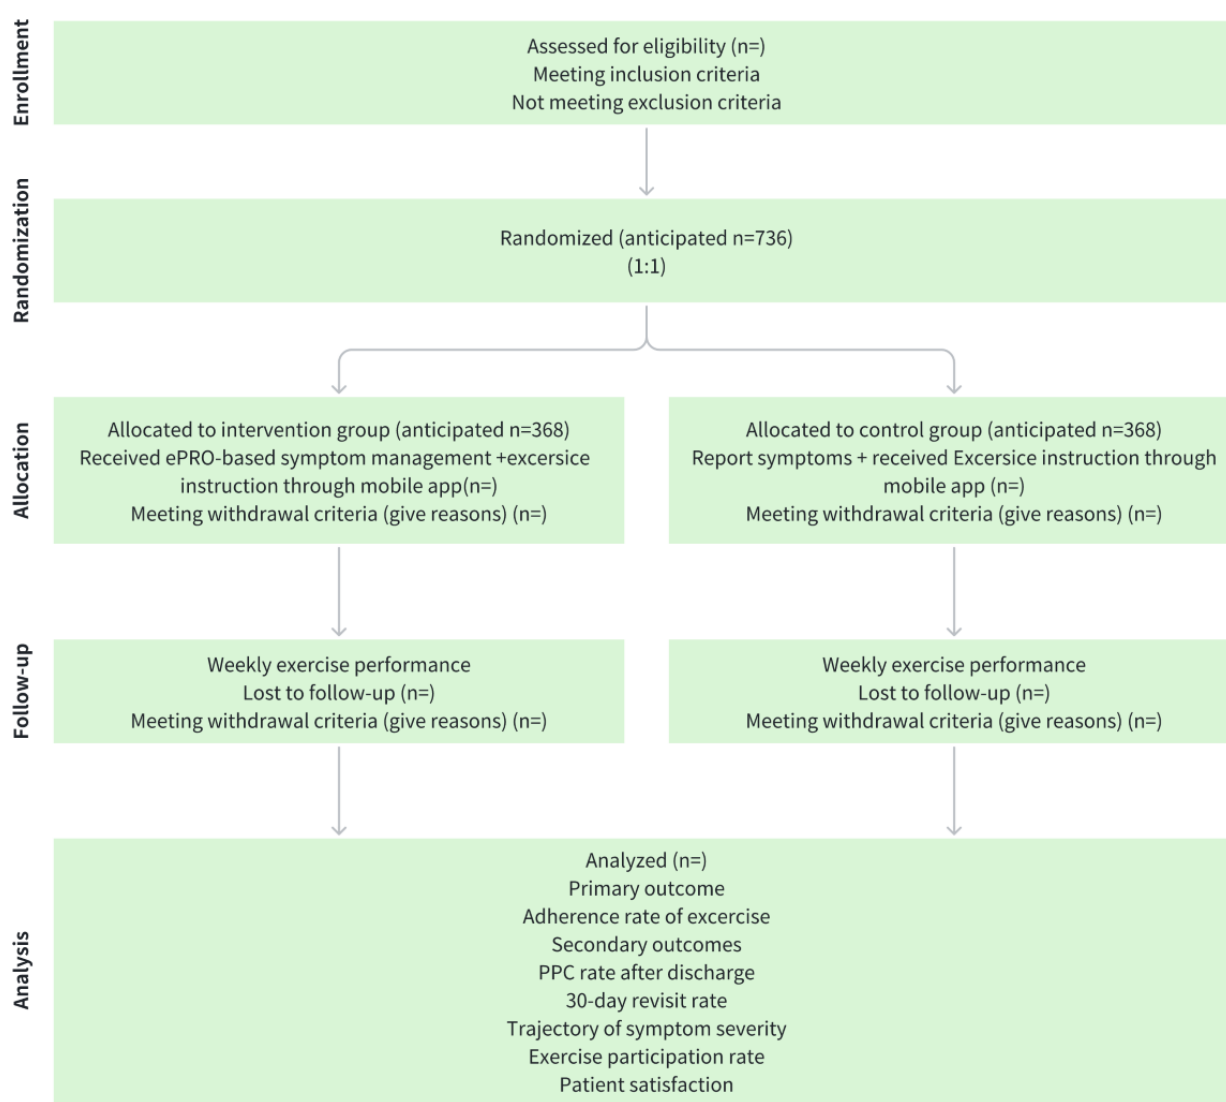 Enrollment
Assessed for eligibility (n=)
Meeting inclusion criteria
Not meeting exclusion criteria
Randomization
Randomized (anticipated n=736)
(1:1)
Allocation
Allocated to intervention group (anticipated n=368)
Received ePRO-based symptom management +excersice
instruction through mobile app(n=)
Meeting withdrawal criteria (give reasons) (n=)
Allocated to control group (anticipated n=368)
Report symptoms + received Excersice instruction through
mobile app (n=)
Meeting withdrawal criteria (give reasons) (n=)
Follow-up
Weekly exercise performance
Lost to follow-up (n=)
Meeting withdrawal criteria (give reasons) (n=)
Weekly exercise performance
Lost to follow-up (n=)
Meeting withdrawal criteria (give reasons) (n=)
Analysis
Analyzed (n=)
Primary outcome
Adherence rate of excercise
Secondary outcomes
PPC rate after discharge
30-day revisit rate
Trajectory of symptom severity
Exercise participation rate
Patient satisfaction